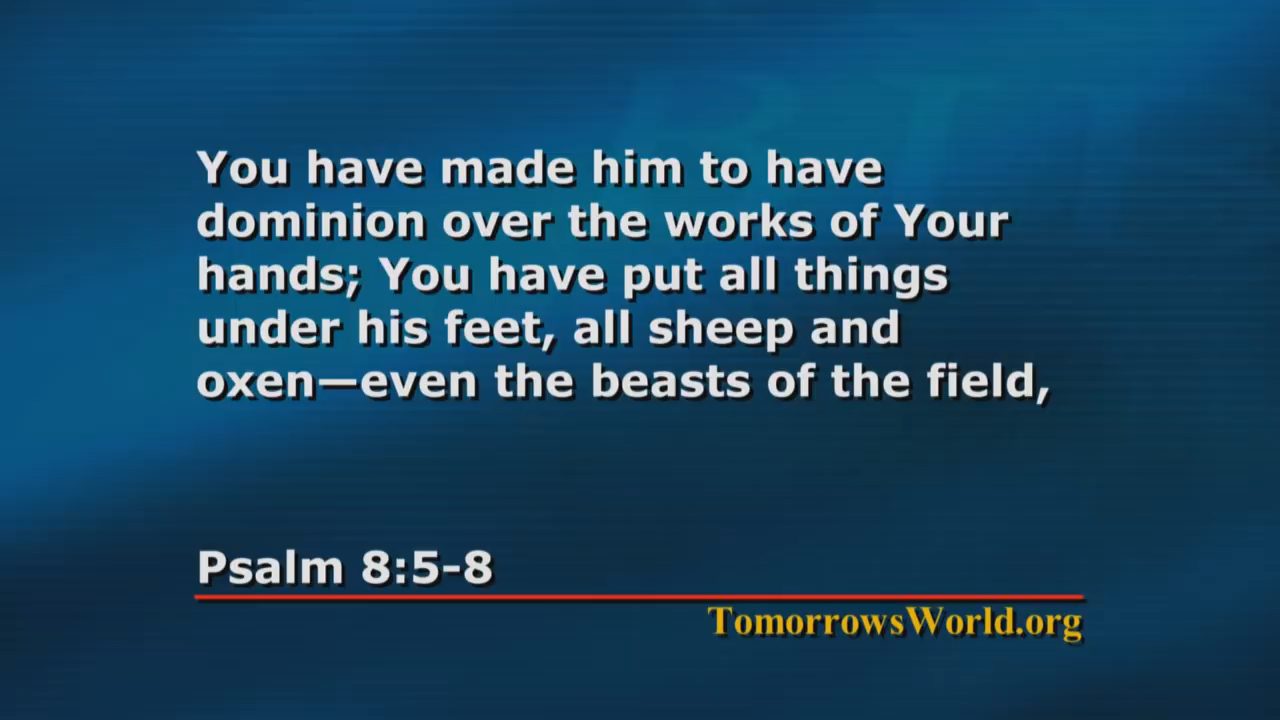 You have made him to have
dominion over the works of Your
hands; You have put all things
under his feet, all sheep and
oxen—even the beasts of the field,
Psalm 8:5-8
TomorrowsWorld.org